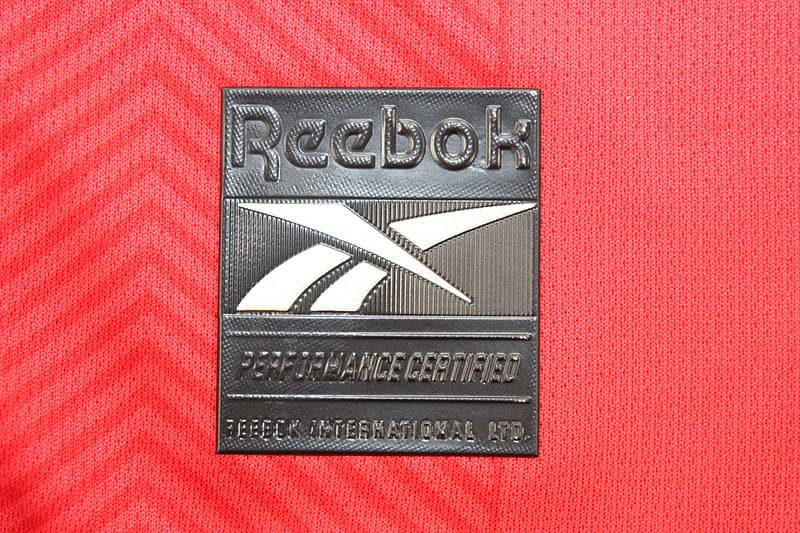 Reebok
PERFORMANCE CERTIFIED
REEBOK INTERNATIONAL LTD.